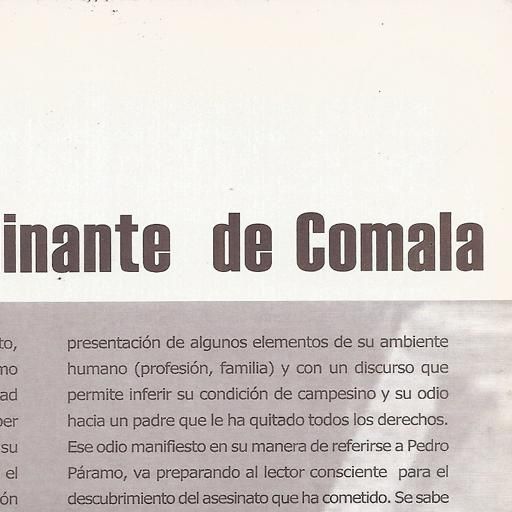 inante de Comala
to,
mo
ad
per
su
el
ón
presentación de algunos elementos de su ambiente
humano (profesión, familia) y con un discurso que
permite inferir su condición de campesino y su odio
hacia un padre que le ha quitado todos los derechos.
Ese odio manifiesto en su manera de referirse a Pedro
Páramo, va preparando al lector consciente para el
descubrimiento del asesinato que ha cometido. Se sabe